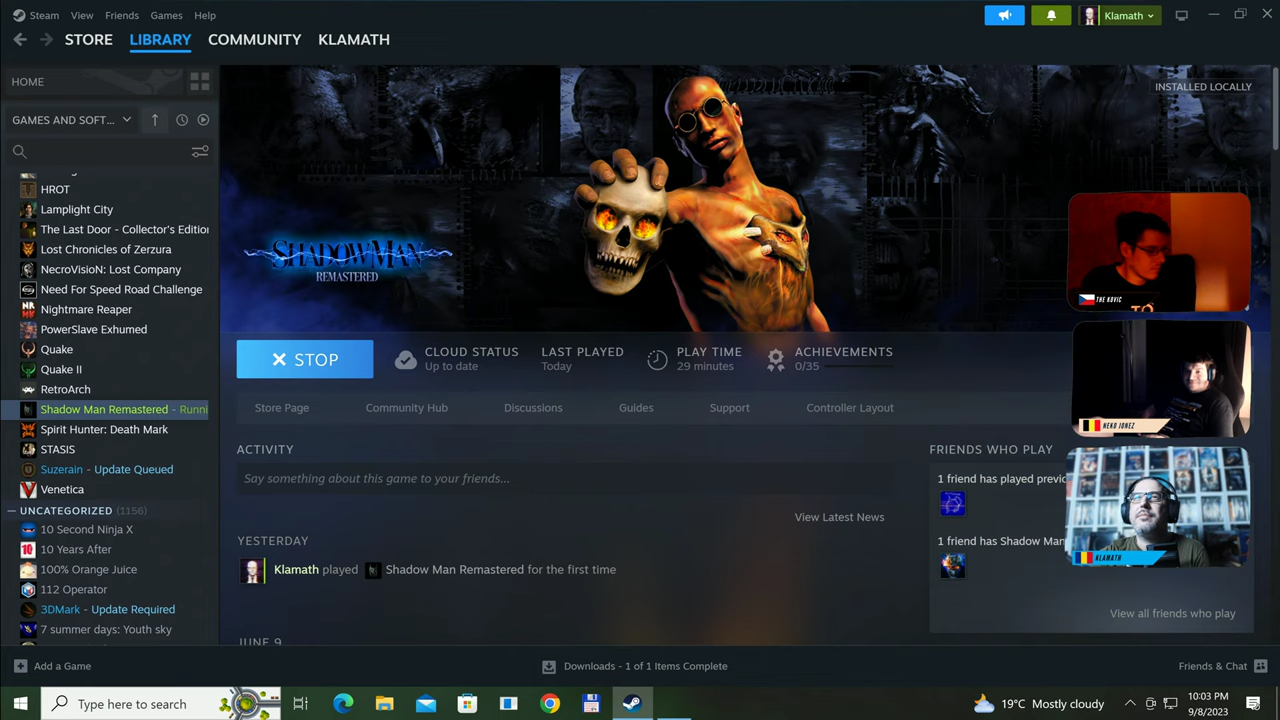 Steam View Friends Games Help
Klamath
STORE LIBRARY COMMUNITY KLAMATH
HOME
INSTALLED LOCALLY
GAMES AND SOFT...
HROT
Lamplight City
The Last Door - Collector's Edition
Lost Chronicles of Zerzura
NecroVisioN: Lost Company
Need For Speed Road Challenge
Nightmare Reaper
PowerSlave Exhumed
Quake
Quake II
RetroArch
Shadow Man Remastered - Runni
Spirit Hunter: Death Mark
STASIS
Suzerain - Update Queued
Venetica
UNCATEGORIZED (1156)
10 Second Ninja X
10 Years After
100% Orange Juice
112 Operator
3DMark - Update Required
7 summer days: Youth sky
SHADOWMAN
REMASTERED
STOP
CLOUD STATUS
Up to date
LAST PLAYED
Today
PLAY TIME
29 minutes
ACHIEVEMENTS
0/35
Store Page Community Hub Discussions Guides Support Controller Layout
ACTIVITY
Say something about this game to your friends...
View Latest News
YESTERDAY
Klamath played Shadow Man Remastered for the first time
JUNE 9
FRIENDS WHO PLAY
1 friend has played previo
1 friend has Shadow Man
View all friends who play
THE KOVIC
NEKO JONEZ
KLAMATH
Add a Game
Downloads - 1 of 1 Items Complete
Friends & Chat
Type here to search
19°C Mostly cloudy
10:03 PM
9/8/2023